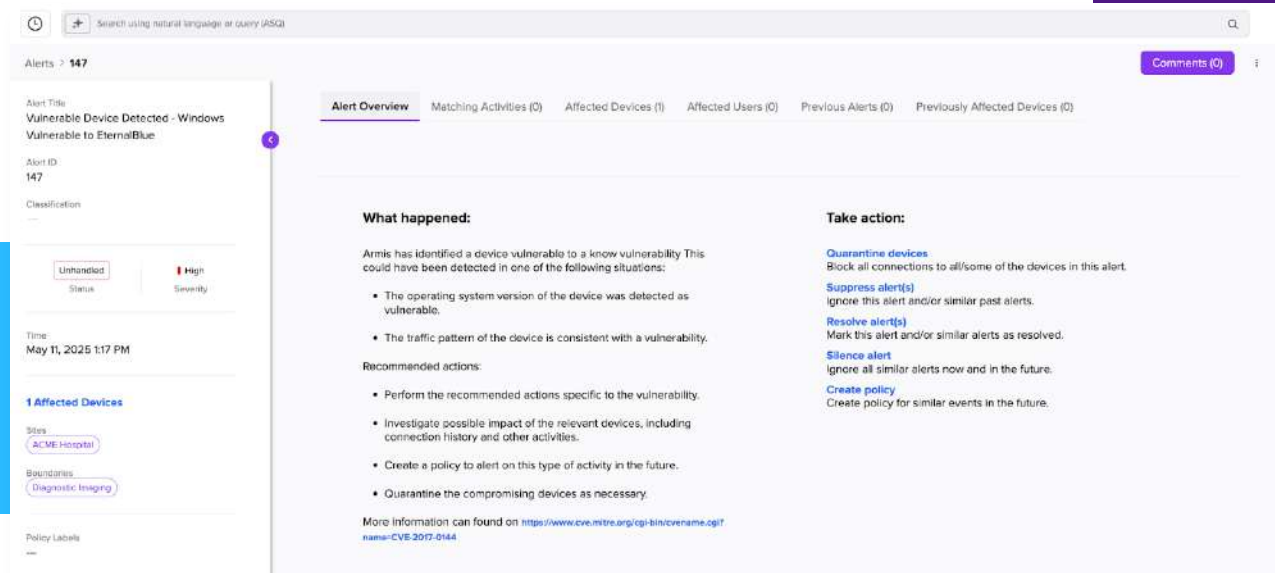 Search using natural language or query (ASQ)
Alerts > 147
Comments (0)
Alert Title
Vulnerable Device Detected - Windows
Vulnerable to EternalBlue
Alert ID
147
Classification
---
Unhandled
Status
High
Severity
Time
May 11, 2025 1:17 PM
1 Affected Devices
Sites
ACME Hospital
Boundaries
Diagnostic Imaging
Policy Labels
---
Alert Overview
Matching Activities (0)
Affected Devices (1)
Affected Users (0)
Previous Alerts (0)
Previously Affected Devices (0)
What happened:
Armis has identified a device vulnerable to a know vulnerability This
could have been detected in one of the following situations:
• The operating system version of the device was detected as
vulnerable.
• The traffic pattern of the device is consistent with a vulnerability.
Recommended actions:
• Perform the recommended actions specific to the vulnerability.
• Investigate possible impact of the relevant devices, including
connection history and other activities.
• Create a policy to alert on this type of activity in the future.
• Quarantine the compromising devices as necessary.
More information can found on https://www.cve.mitre.org/cgi-bin/cvename.cgi?
name=CVE-2017-0144
Take action:
Quarantine devices
Block all connections to all/some of the devices in this alert.
Suppress alert(s)
Ignore this alert and/or similar past alerts.
Resolve alert(s)
Mark this alert and/or similar alerts as resolved.
Silence alert
Ignore all similar alerts now and in the future.
Create policy
Create policy for similar events in the future.